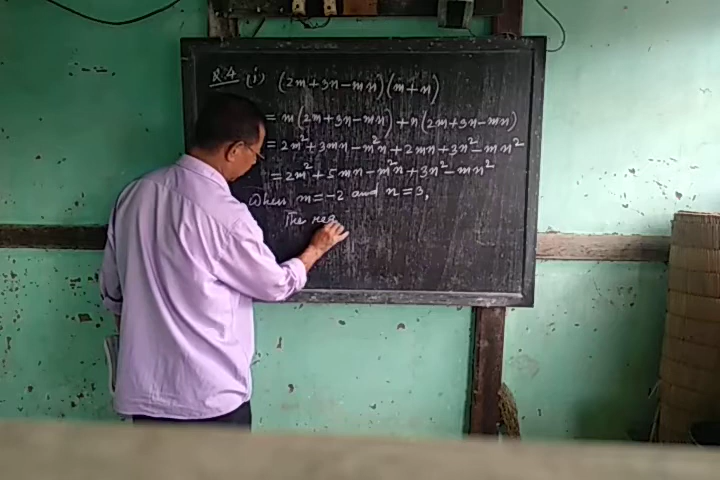 Q.4 (i) (2m+3n-mn)(m+n)
= m(2m+3n-mn)+n(2m+3n-mn)
= 2m²+3mn-m²n+2mn+3n²-mn²
= 2m²+5mn-m²n+3n²-mn²
When m=-2 and n=3,
The req